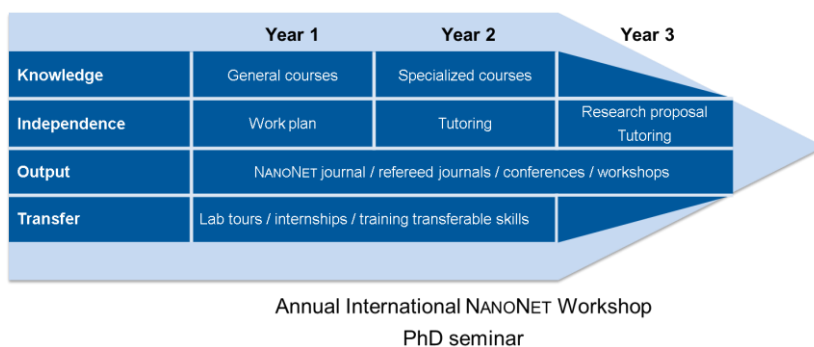 Year 1 Year 2 Year 3
Knowledge General courses Specialized courses
Independence Work plan Tutoring Research proposal
Tutoring
Output NANONET journal / refereed journals / conferences / workshops
Transfer Lab tours / internships / training transferable skills
Annual International NANONET Workshop
PhD seminar